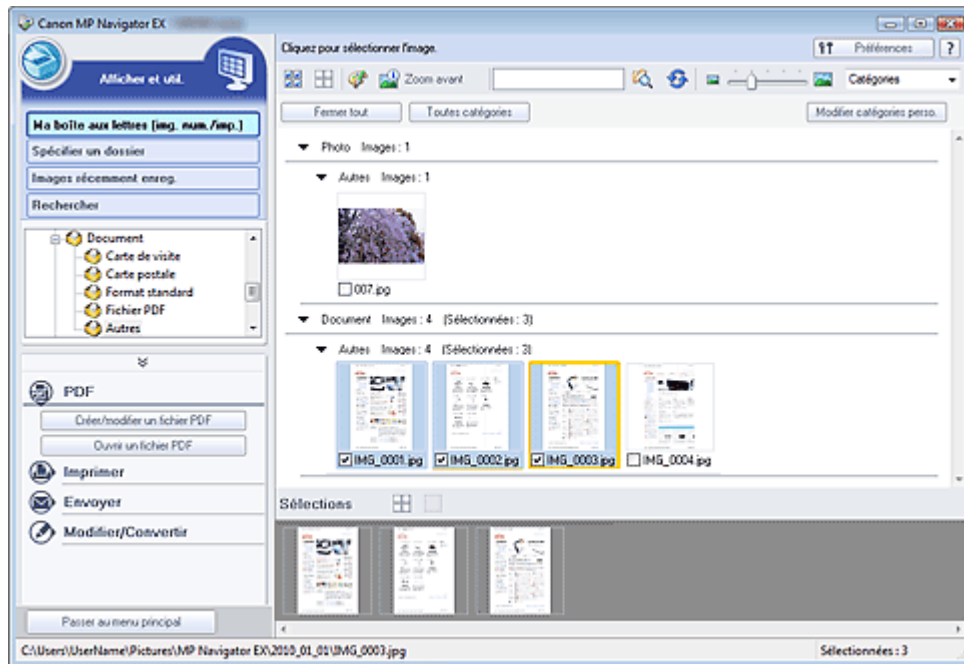 Canon MP Navigator EX
Afficher et util.
Ma boîte aux lettres (img. num./imp.)
Spécifier un dossier
Images récemment enreg.
Rechercher
Document
Carte de visite
Carte postale
Format standard
Fichier PDF
Autres
PDF
Créer/modifier un fichier PDF
Ouvrir un fichier PDF
Imprimer
Envoyer
Modifier/Convertir
Passer au menu principal
Cliquez pour sélectionner l'image.
Préférences
?
Zoom avant
Catégories
Fermer tout
Toutes catégories
Modifier catégories perso.
Photo Images : 1
Autres Images : 1
007.jpg
Document Images : 4 (Sélectionnées : 3)
Autres Images : 4 (Sélectionnées : 3)
IMG_0001.jpg
IMG_0002.jpg
IMG_0003.jpg
IMG_0004.jpg
Sélections
C:\Users\UserName\Pictures\MP Navigator EX\2010_01_01\IMG_0003.jpg
Sélectionnées : 3